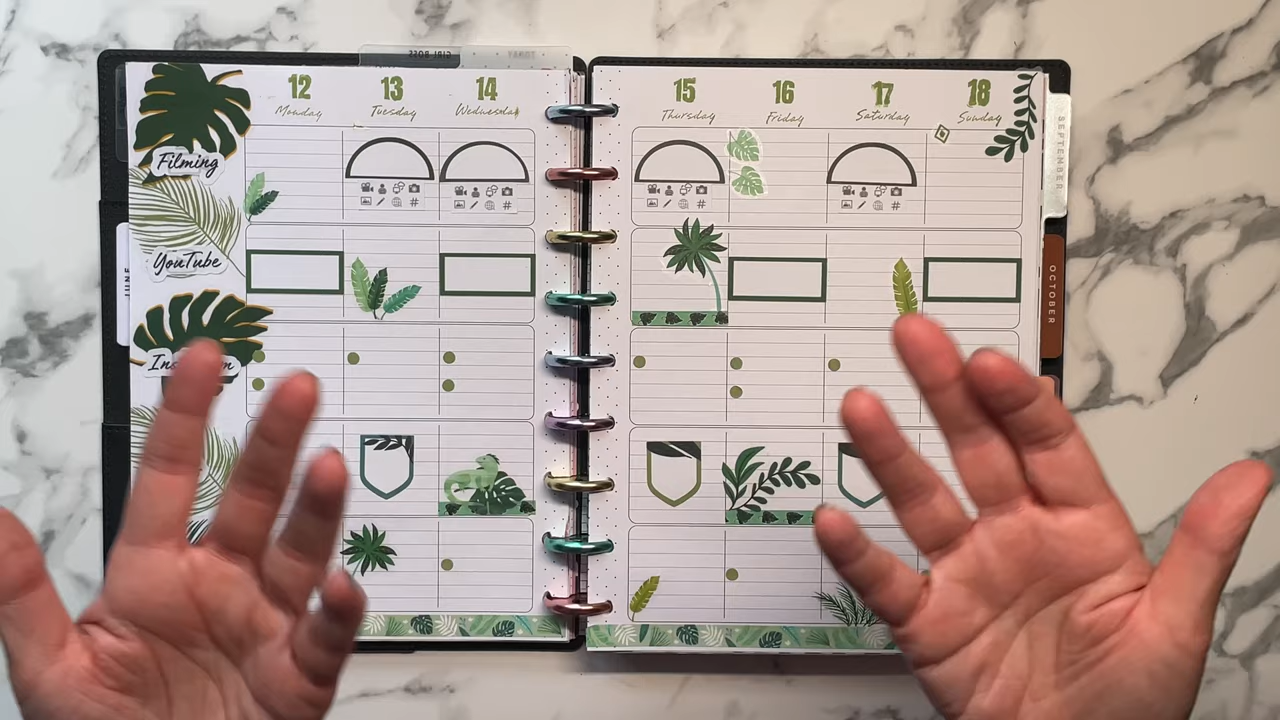 12 13 14 15 16 17 18
Monday Tuesday Wednesday Thursday Friday Saturday Sunday
Filming
#
#
#
#
SEPTEMBER
YouTube
JUNE
OCTOBER